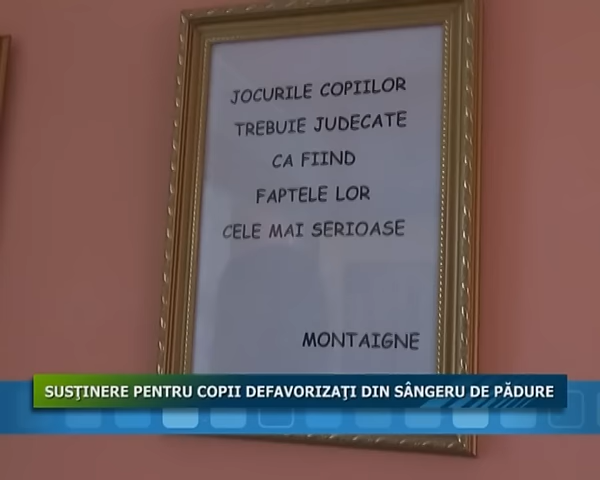 JOCURILE COPIILOR
TREBUIE JUDECATE
CA FIIND
FAPTELE LOR
CELE MAI SERIOASE
MONTAIGNE
SUSŢINERE PENTRU COPII DEFAVORIZAŢI DIN SÂNGERU DE PĂDURE